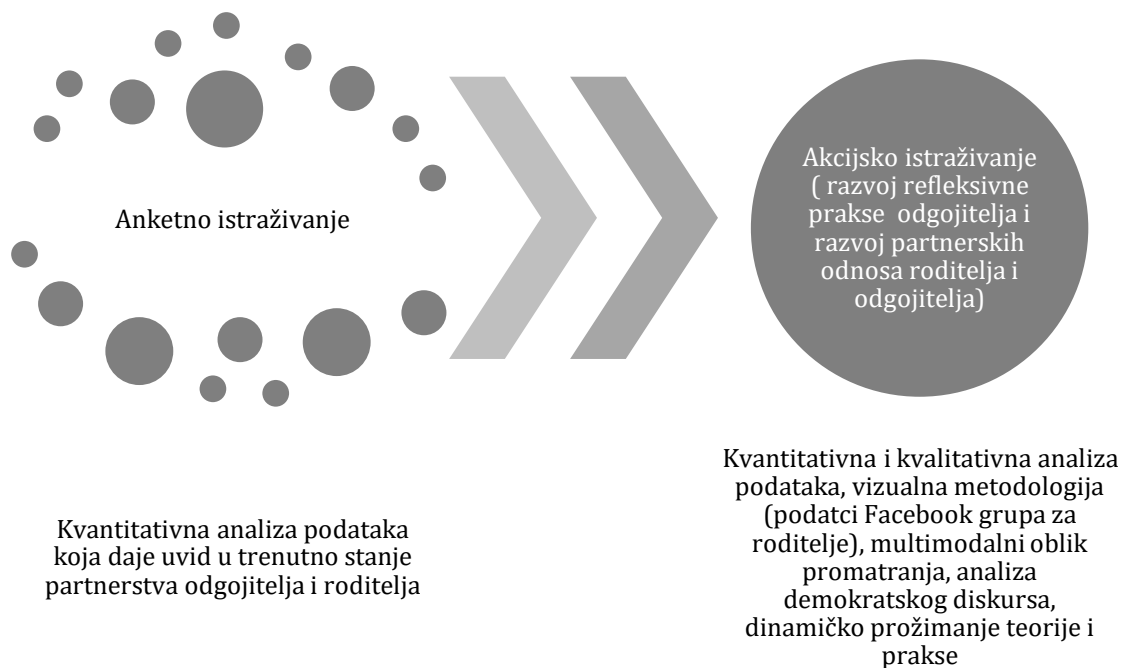 Anketno istraživanje
Akcijsko istraživanje
( razvoj refleksivne
prakse odgojitelja i
razvoj partnerskih
odnosa roditelja i
odgojitelja)
Kvantitativna analiza podataka
koja daje uvid u trenutno stanje
partnerstva odgojitelja i roditelja
Kvantitativna i kvalitativna analiza
podataka, vizualna metodologija
(podatci Facebook grupa za
roditelje), multimodalni oblik
promatranja, analiza
demokratskog diskursa,
dinamičko prožimanje teorije i
prakse